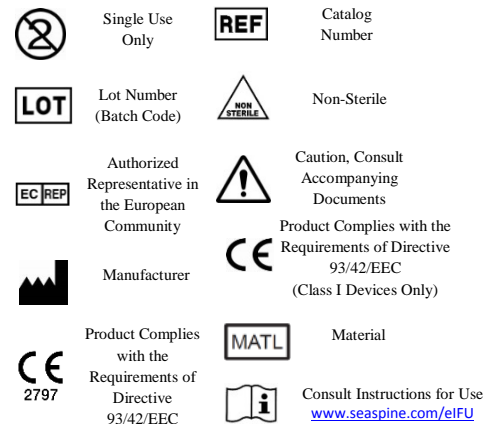 2
Single Use
Only
REF
Catalog
Number
LOT
Lot Number
(Batch Code)
NON
STERILE
Non-Sterile
EC REP
Authorized
Representative in
the European
Community
!
Caution, Consult
Accompanying
Documents
Manufacturer
CE
Product Complies with the
Requirements of Directive
93/42/EEC
(Class I Devices Only)
CE
2797
Product Complies
with the
Requirements of
Directive
93/42/EEC
MATL
Material
i
Consult Instructions for Use
www.seaspine.com/eIFU